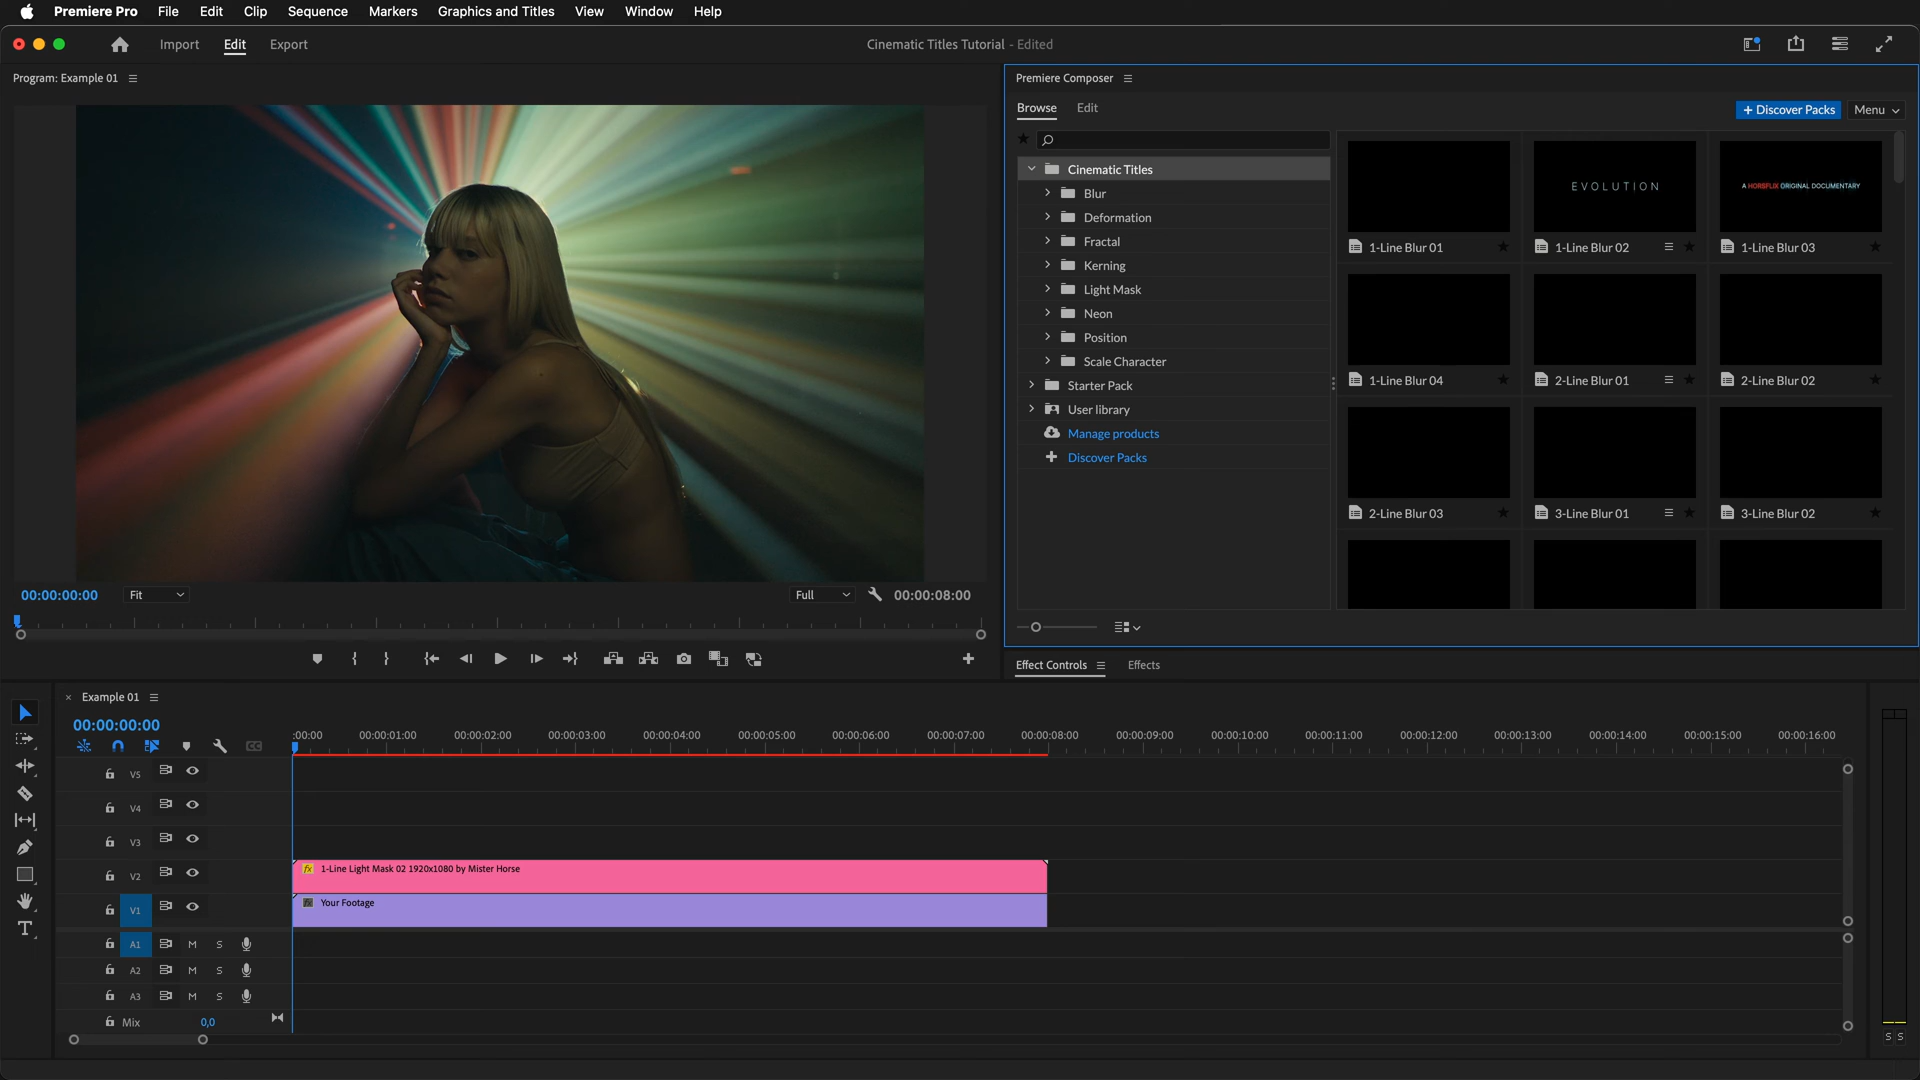 Premiere Pro File Edit Clip Sequence Markers Graphics and Titles View Window Help
Import Edit Export
Cinematic Titles Tutorial - Edited
Program: Example 01
00:00:00:00 Fit Full 00:00:08:00
Premiere Composer
Browse Edit
+ Discover Packs Menu
Cinematic Titles
Blur
Deformation
Fractal
Kerning
Light Mask
Neon
Position
Scale Character
Starter Pack
User library
Manage products
Discover Packs
EVOLUTION
A HORSFLIX ORIGINAL DOCUMENTARY
1-Line Blur 01
1-Line Blur 02
1-Line Blur 03
1-Line Blur 04
2-Line Blur 01
2-Line Blur 02
2-Line Blur 03
3-Line Blur 01
3-Line Blur 02
Effect Controls Effects
Example 01
00:00:00:00
CC
:00:00 00:00:01:00 00:00:02:00 00:00:03:00 00:00:04:00 00:00:05:00 00:00:06:00 00:00:07:00 00:00:08:00 00:00:09:00 00:00:10:00 00:00:11:00 00:00:12:00 00:00:13:00 00:00:14:00 00:00:15:00 00:00:16:00
V5
V4
V3
V2
fx 1-Line Light Mask 02 1920x1080 by Mister Horse
V1
fx Your Footage
A1 M S
A2 M S
A3 M S
Mix 0,0
S S